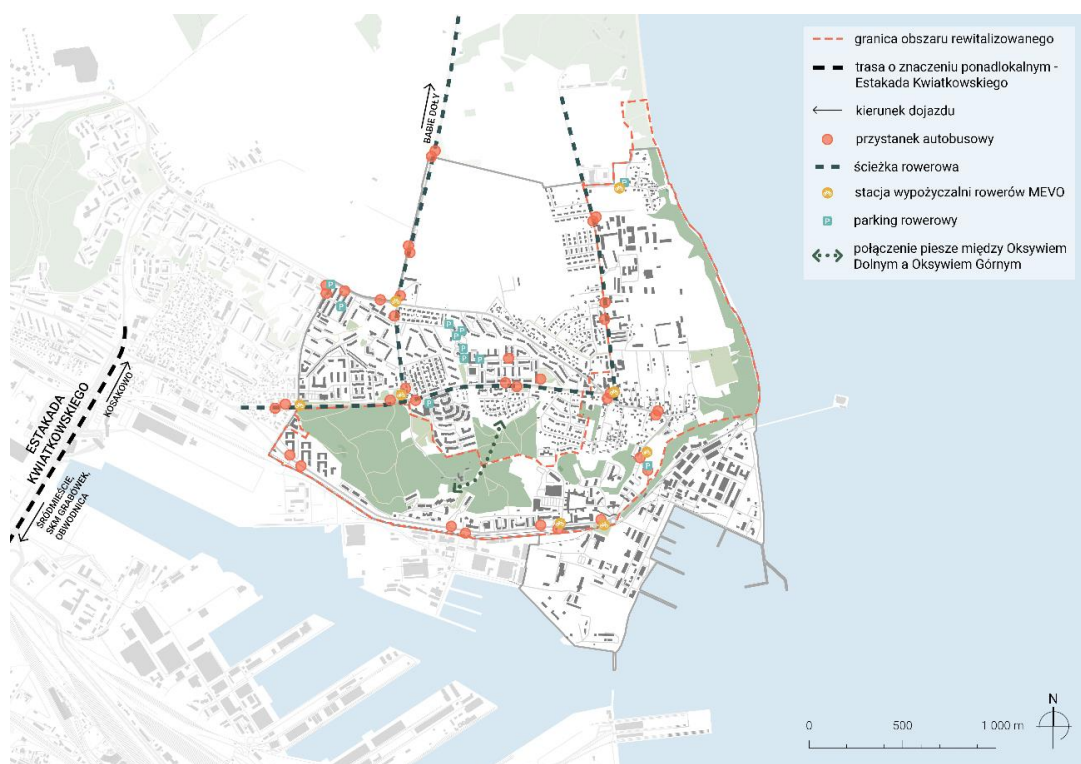 granica obszaru rewitalizowanego
trasa o znaczeniu ponadlokalnym -
Estakada Kwiatkowskiego
kierunek dojazdu
przystanek autobusowy
ścieżka rowerowa
stacja wypożyczalni rowerów MEVO
P parking rowerowy
połączenie piesze między Oksywiem
Dolnym a Oksywiem Górnym
BABIE DOŁY
P
P
P
P
P
P
P
P
P
P
ESTAKADA
KWIATKOWSKIEGO
KOSAKOWO
ŚRÓDMIEŚCIE,
SKM GRABÓWEK,
OBWODNICA
N
0 500 1 000 m